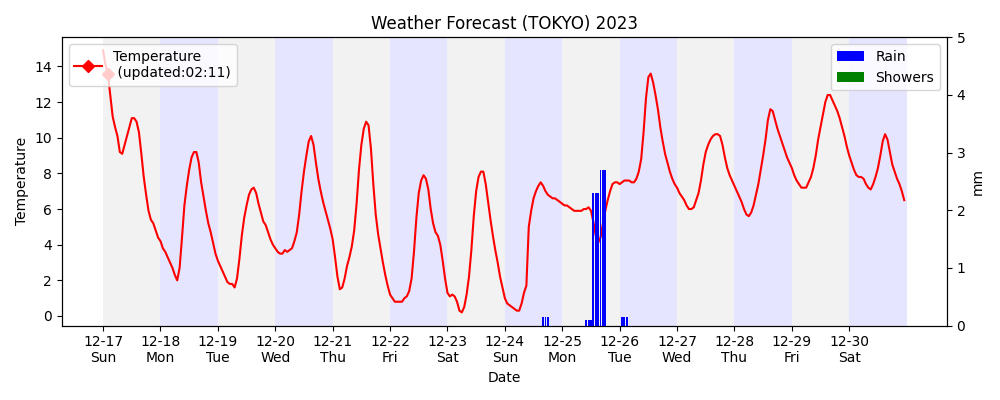 Weather Forecast (TOKYO) 2023
Temperature
(updated:02:11)
Rain
Showers
Temperature
14
12
10
8
6
4
2
0
5
4
3
2
1
0
mm
12-17 12-18 12-19 12-20 12-21 12-22 12-23 12-24 12-25 12-26 12-27 12-28 12-29 12-30
Sun Mon Tue Wed Thu Fri Sat Sun Mon Tue Wed Thu Fri Sat
Date